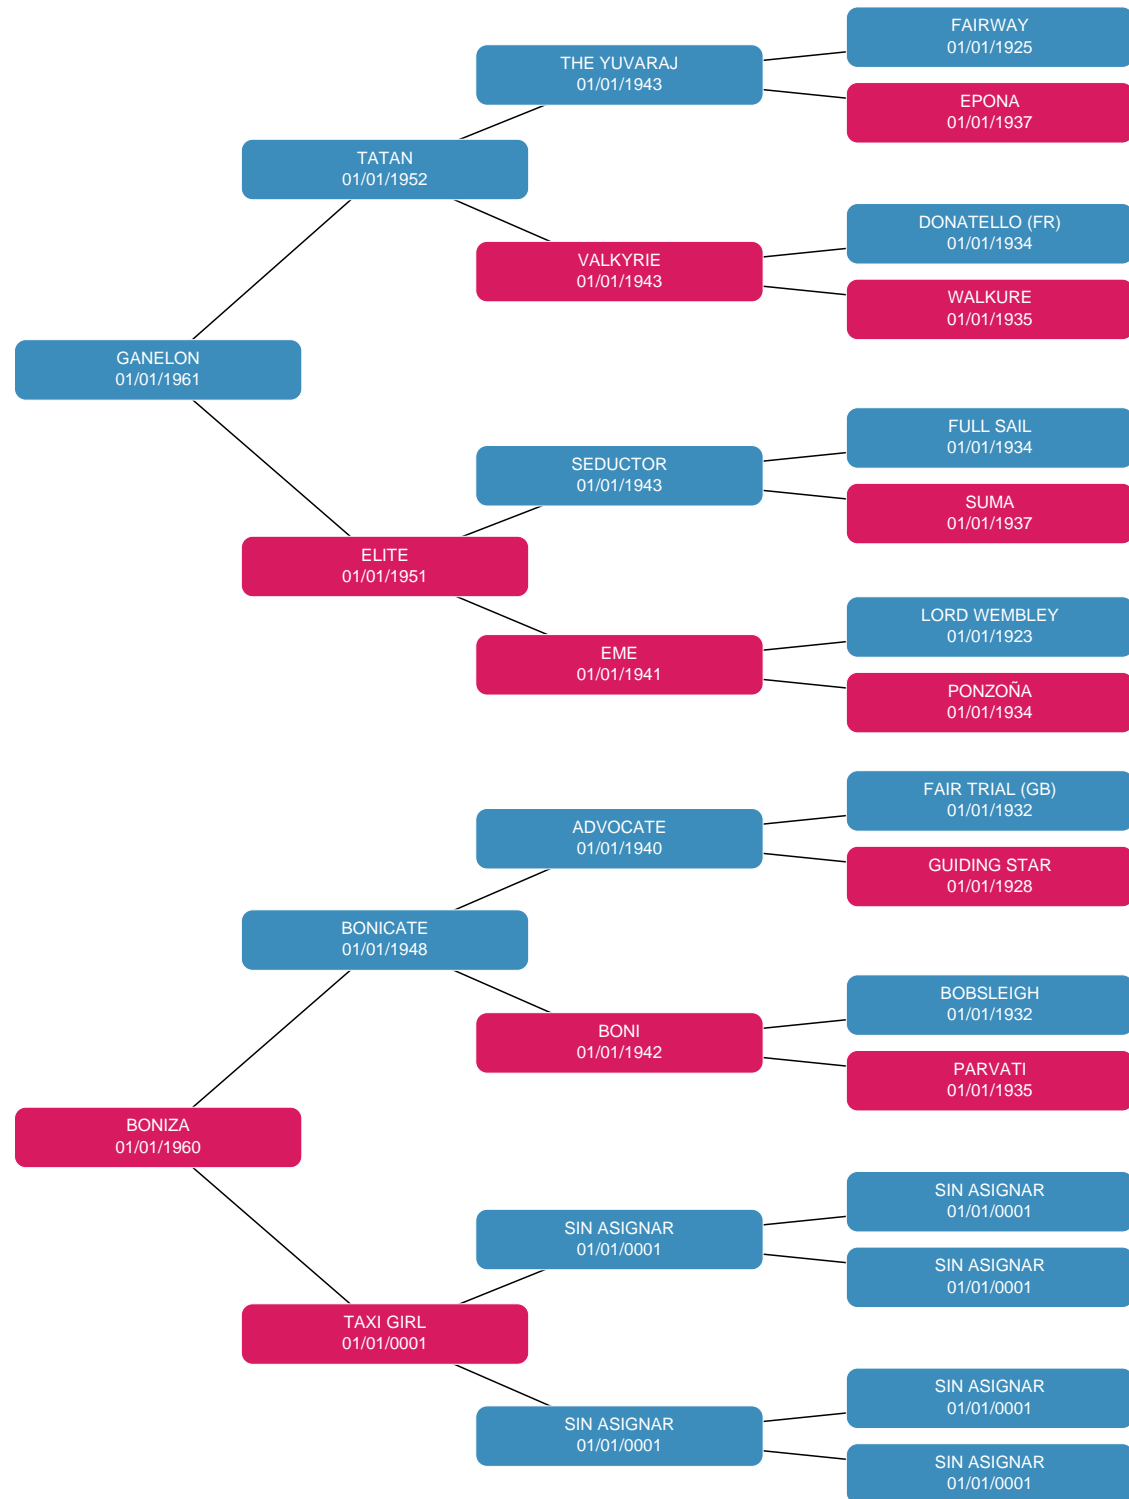 FAIRWAY
01/01/1925
THE YUVARAJ
01/01/1943
EPONA
01/01/1937
TATAN
01/01/1952
DONATELLO (FR)
01/01/1934
VALKYRIE
01/01/1943
WALKURE
01/01/1935
GANELON
01/01/1961
FULL SAIL
01/01/1934
SEDUCTOR
01/01/1943
SUMA
01/01/1937
ELITE
01/01/1951
LORD WEMBLEY
01/01/1923
EME
01/01/1941
PONZOÑA
01/01/1934
FAIR TRIAL (GB)
01/01/1932
ADVOCATE
01/01/1940
GUIDING STAR
01/01/1928
BONICATE
01/01/1948
BOBSLEIGH
01/01/1932
BONI
01/01/1942
PARVATI
01/01/1935
BONIZA
01/01/1960
SIN ASIGNAR
01/01/0001
SIN ASIGNAR
01/01/0001
SIN ASIGNAR
01/01/0001
TAXI GIRL
01/01/0001
SIN ASIGNAR
01/01/0001
SIN ASIGNAR
01/01/0001
SIN ASIGNAR
01/01/0001